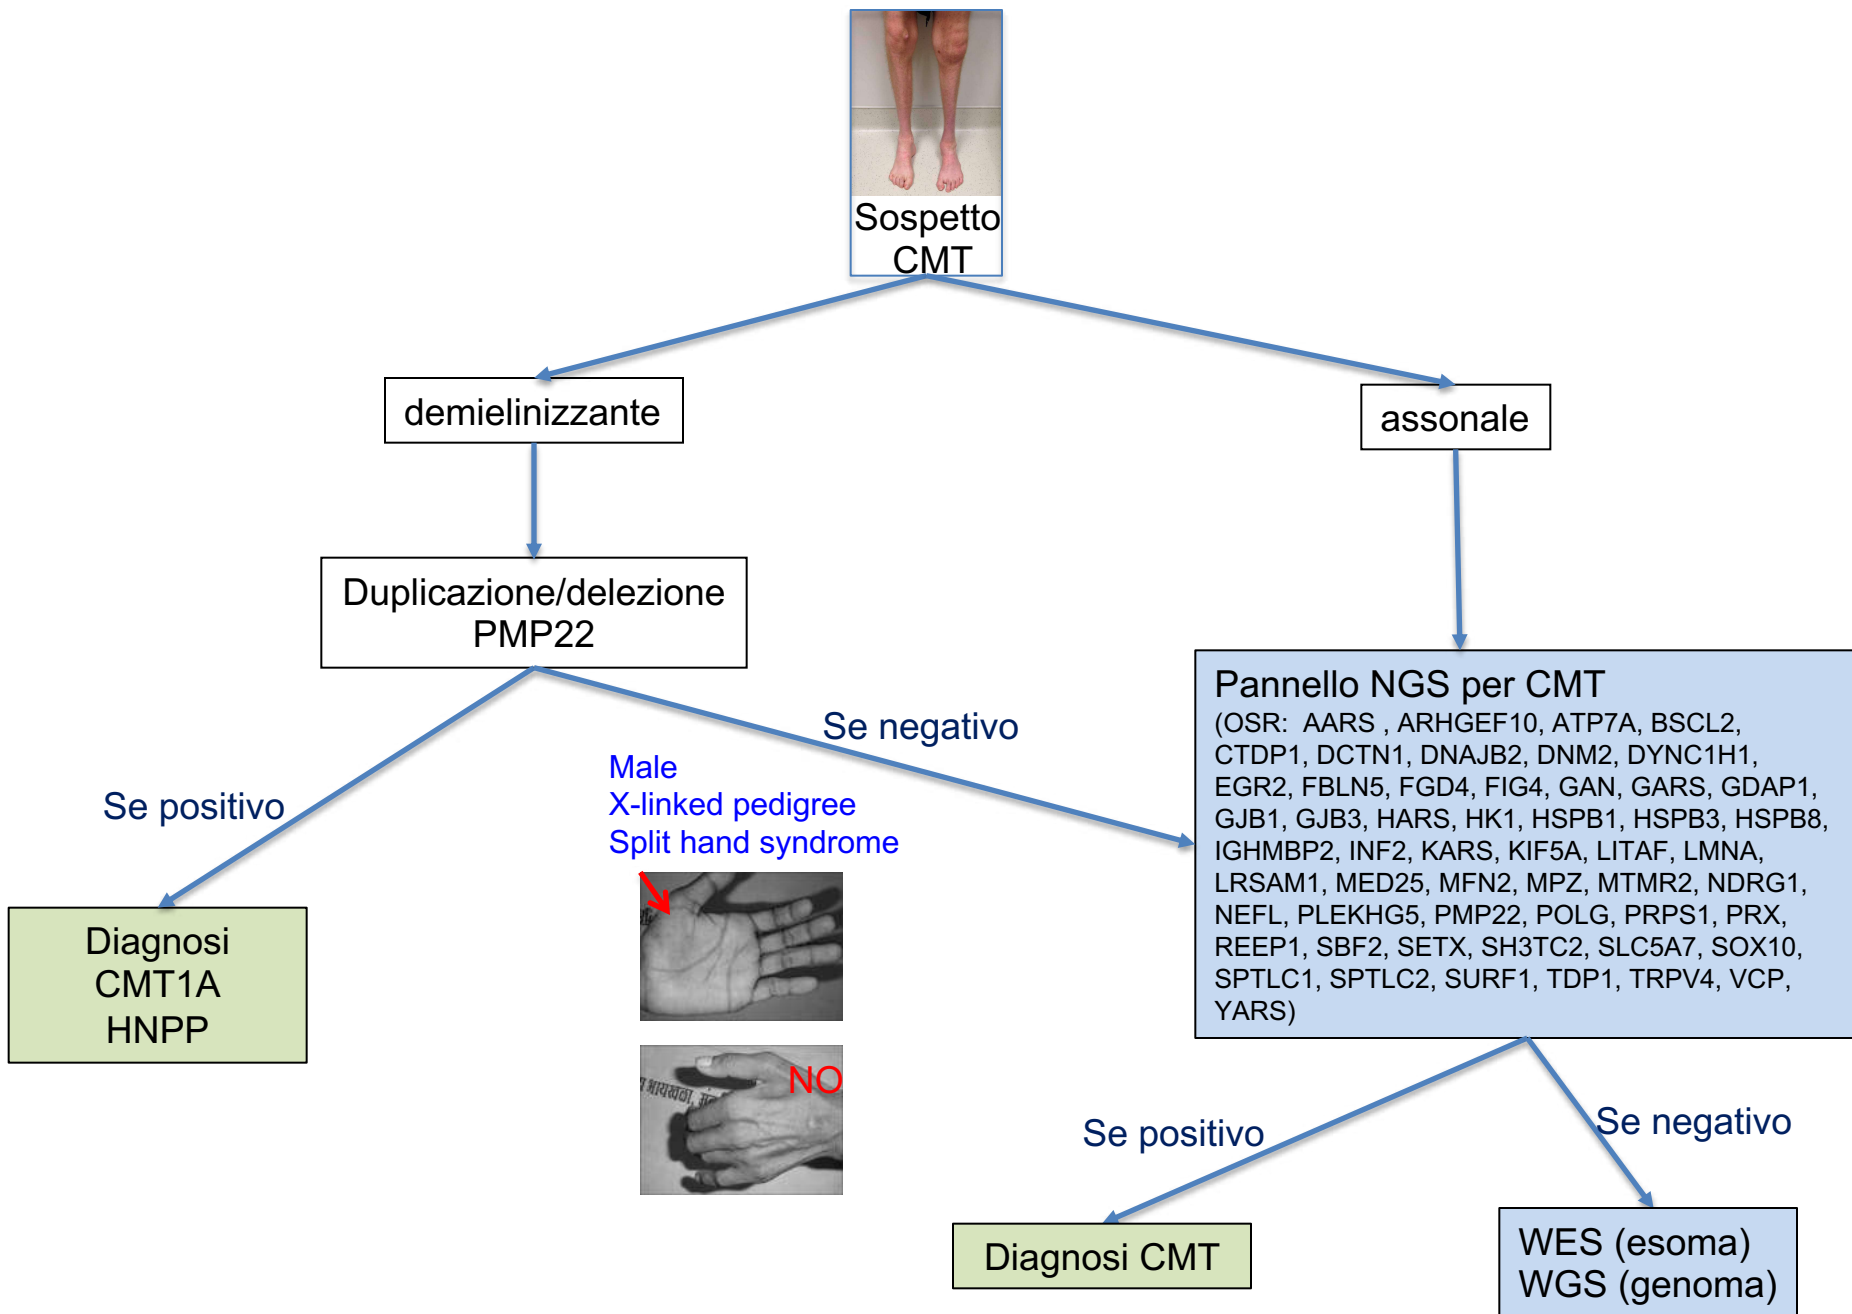 Sospetto
CMT
demielinizzante
assonale
Duplicazione/delezione
PMP22
Se positivo
Se negativo
Diagnosi
CMT1A
HNPP
Male
X-linked pedigree
Split hand syndrome
NO
Pannello NGS per CMT
(OSR:  AARS , ARHGEF10, ATP7A, BSCL2,
CTDP1, DCTN1, DNAJB2, DNM2, DYNC1H1,
EGR2, FBLN5, FGD4, FIG4, GAN, GARS, GDAP1,
GJB1, GJB3, HARS, HK1, HSPB1, HSPB3, HSPB8,
IGHMBP2, INF2, KARS, KIF5A, LITAF, LMNA,
LRSAM1, MED25, MFN2, MPZ, MTMR2, NDRG1,
NEFL, PLEKHG5, PMP22, POLG, PRPS1, PRX,
REEP1, SBF2, SETX, SH3TC2, SLC5A7, SOX10,
SPTLC1, SPTLC2, SURF1, TDP1, TRPV4, VCP,
YARS)
Se positivo
Se negativo
Diagnosi CMT
WES (esoma)
WGS (genoma)